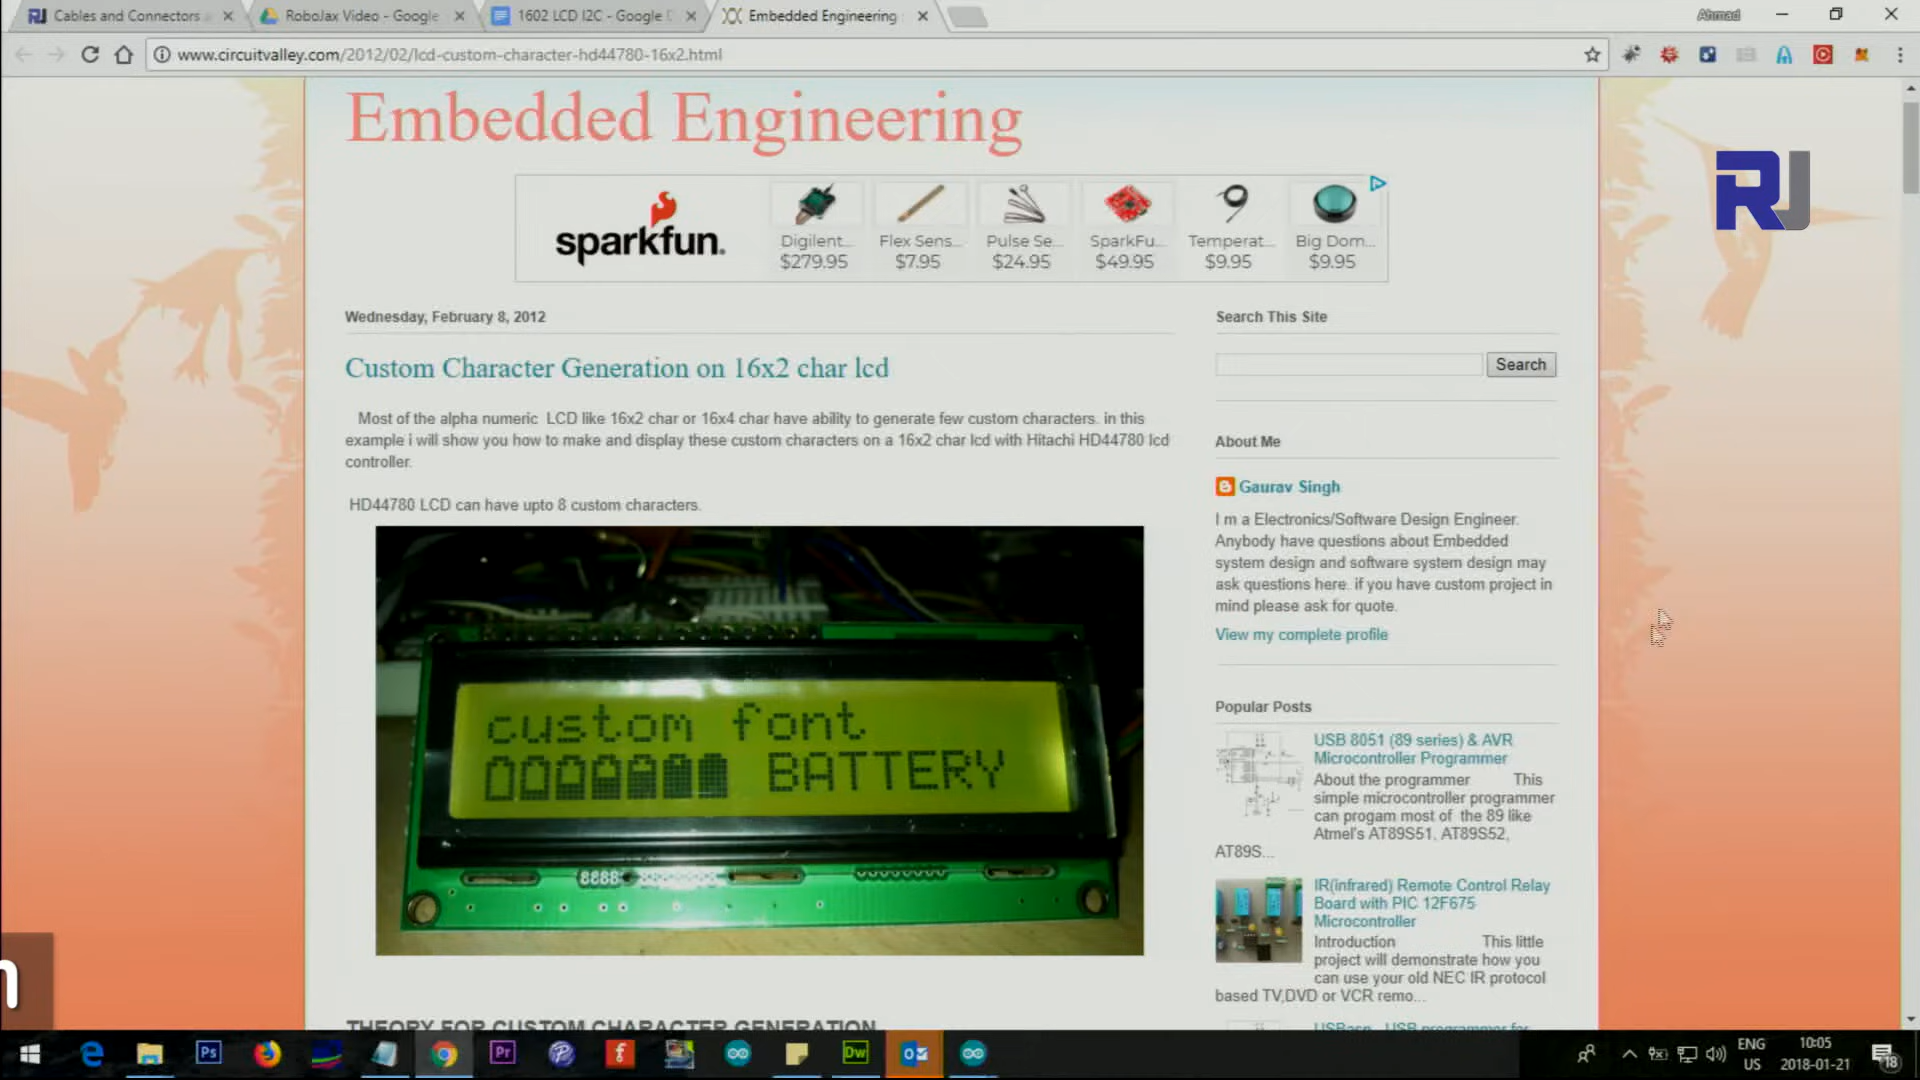 Cables and Connectors
RoboJax Video - Google
1602 LCD I2C - Google D
Embedded Engineering
Ahmad
www.circuitvalley.com/2012/02/lcd-custom-character-hd44780-16x2.html
Embedded Engineering
RJ
sparkfun.
Digilent...
$279.95
Flex Sens...
$7.95
Pulse Se...
$24.95
SparkFu...
$49.95
Temperat...
$9.95
Big Dom...
$9.95
Wednesday, February 8, 2012
Custom Character Generation on 16x2 char lcd
Most of the alpha numeric LCD like 16x2 char or 16x4 char have ability to generate few custom characters. in this
example i will show you how to make and display these custom characters on a 16x2 char lcd with Hitachi HD44780 lcd
controller.
HD44780 LCD can have upto 8 custom characters.
custom font
BATTERY
THEORY FOR CUSTOM CHARACTER GENERATION
Search This Site
Search
About Me
Gaurav Singh
I m a Electronics/Software Design Engineer.
Anybody have questions about Embedded
system design and software system design may
ask questions here. if you have custom project in
mind please ask for quote.
View my complete profile
Popular Posts
USB 8051 (89 series) & AVR
Microcontroller Programmer
About the programmer This
simple microcontroller programmer
can progam most of the 89 like
Atmel's AT89S51, AT89S52,
AT89S...
IR(infrared) Remote Control Relay
Board with PIC 12F675
Microcontroller
Introduction This little
project will demonstrate how you
can use your old NEC IR protocol
based TV,DVD or VCR remo...
USBasp - USB programmer for
n
Ps
Pr
Dw
ENG
US
10:05
2018-01-21
18